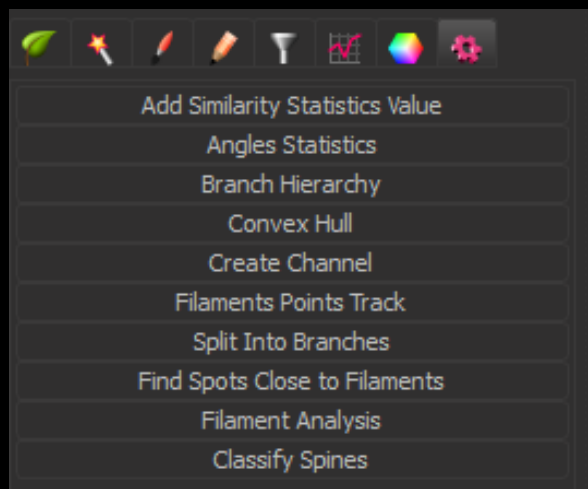 Add Similarity Statistics Value
Angles Statistics
Branch Hierarchy
Convex Hull
Create Channel
Filaments Points Track
Split Into Branches
Find Spots Close to Filaments
Filament Analysis
Classify Spines